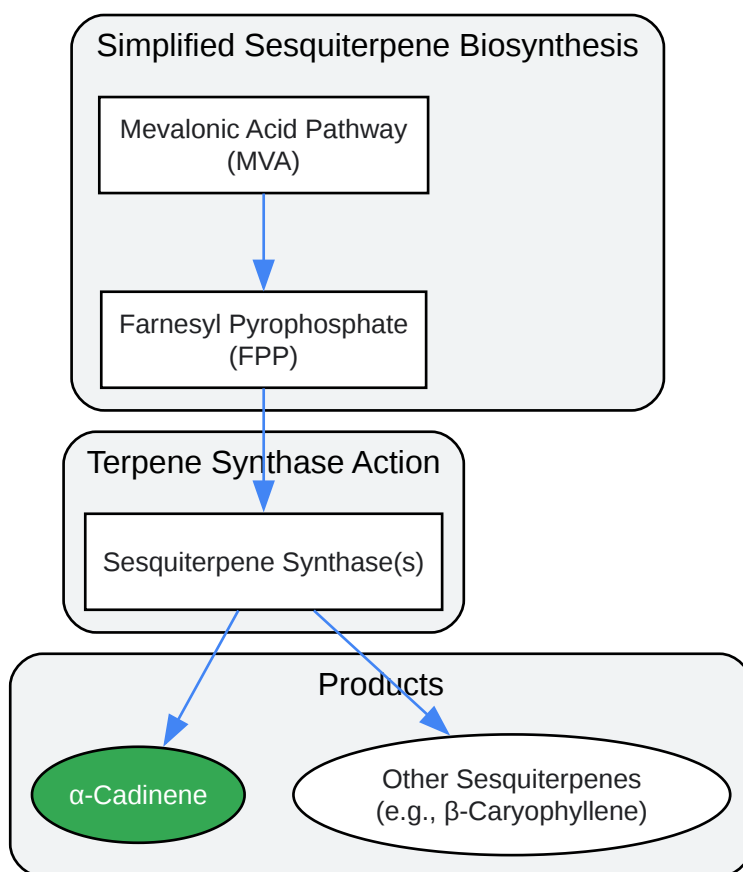 Simplified Sesquiterpene Biosynthesis
Mevalonic Acid Pathway
(MVA)
Farnesyl Pyrophosphate
(FPP)
Terpene Synthase Action
Sesquiterpene Synthase(s)
Products
α-Cadinene
Other Sesquiterpenes
(e.g., β-Caryophyllene)